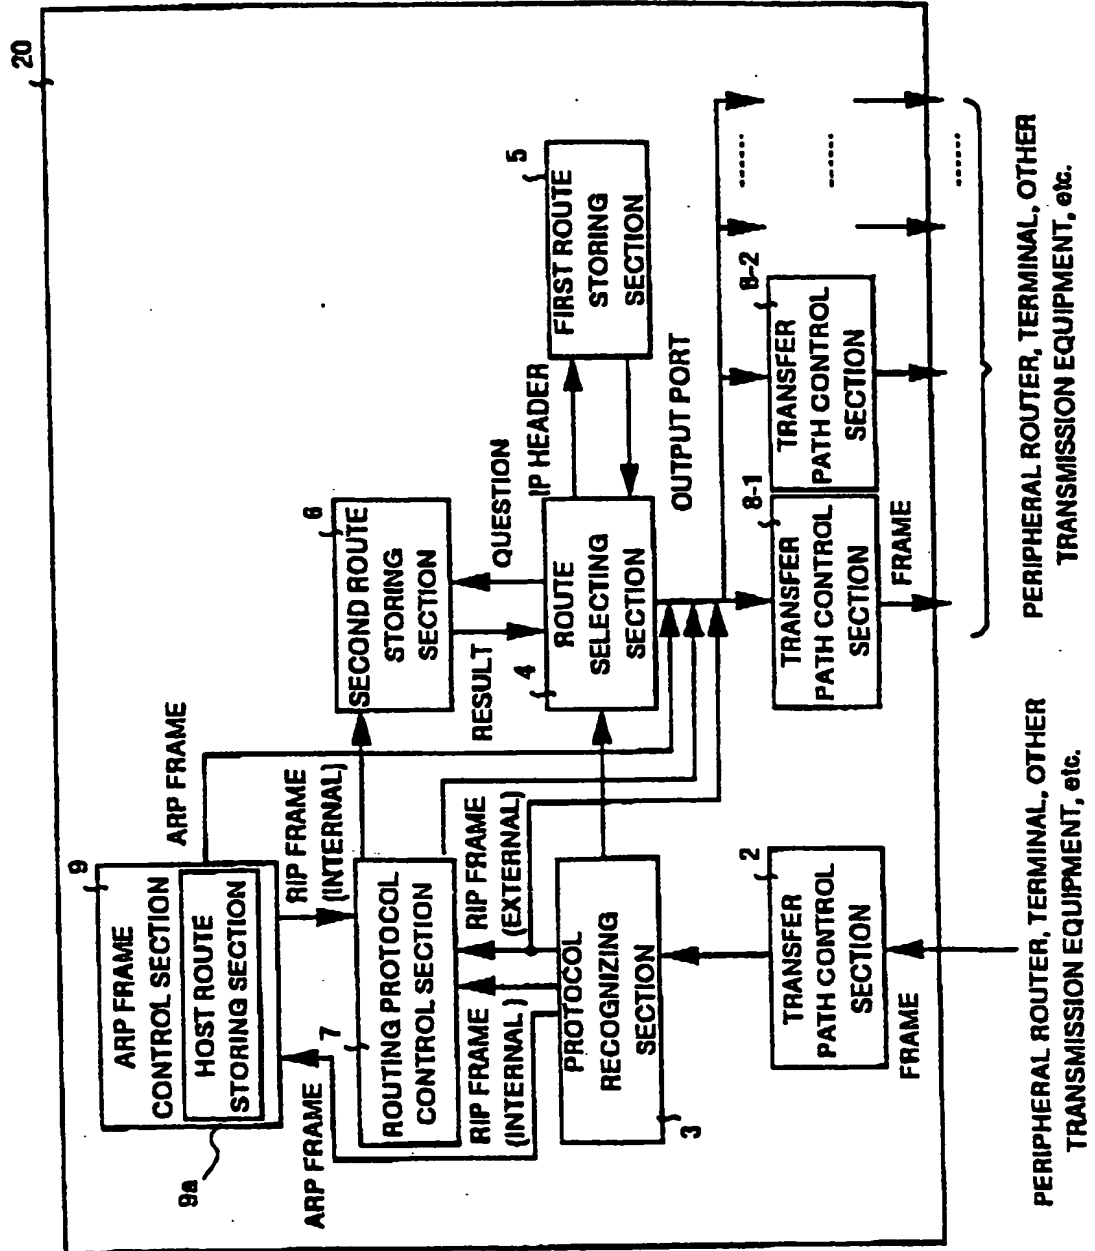 20
9
ARP FRAME
CONTROL SECTION
HOST ROUTE
STORING SECTION
9a
ARP FRAME
ARP FRAME
RIP FRAME
(INTERNAL)
7
ROUTING PROTOCOL
CONTROL SECTION
RIP FRAME
(INTERNAL)
RIP FRAME
(EXTERNAL)
3
PROTOCOL
RECOGNIZING
SECTION
2
TRANSFER
PATH CONTROL
SECTION
FRAME
6
SECOND ROUTE
STORING
SECTION
RESULT
QUESTION
4
ROUTE
SELECTING
SECTION
IP HEADER
5
FIRST ROUTE
STORING
SECTION
OUTPUT PORT
8-1
TRANSFER
PATH CONTROL
SECTION
FRAME
8-2
TRANSFER
PATH CONTROL
SECTION
PERIPHERAL ROUTER, TERMINAL, OTHER
TRANSMISSION EQUIPMENT, etc.
PERIPHERAL ROUTER, TERMINAL, OTHER
TRANSMISSION EQUIPMENT, etc.